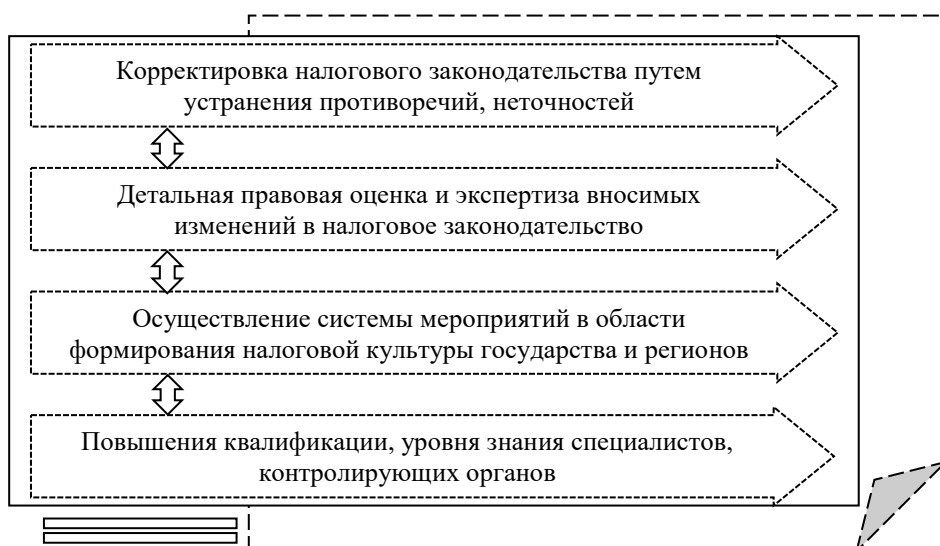 Корректировка налогового законодательства путем
устранения противоречий, неточностей
Детальная правовая оценка и экспертиза вносимых
изменений в налоговое законодательство
Осуществление системы мероприятий в области
формирования налоговой культуры государства и регионов
Повышения квалификации, уровня знания специалистов,
контролирующих органов